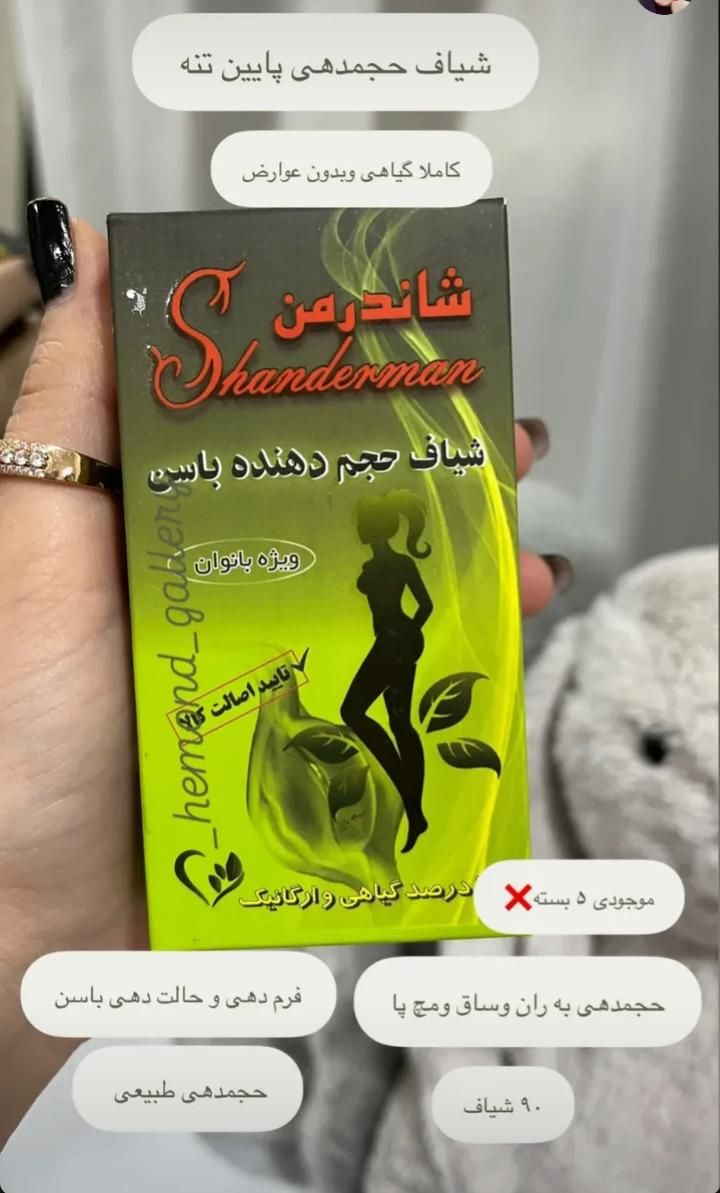 شیاف حجمدهی پایین تنه
کاملا گیاهی وبدون عوارض
شاندرمن
Shanderman
شیاف حجم دهنده باسن
ویژه بانوان
تایید اصالت کالا
_hemand_gallery
درصد گیاهی و ارگانیک
موجودی ۵ بسته❌
حجمدهی به ران وساق ومچ پا
فرم دهی و حالت دهی باسن
حجمدهی طبیعی
۹۰ شیاف